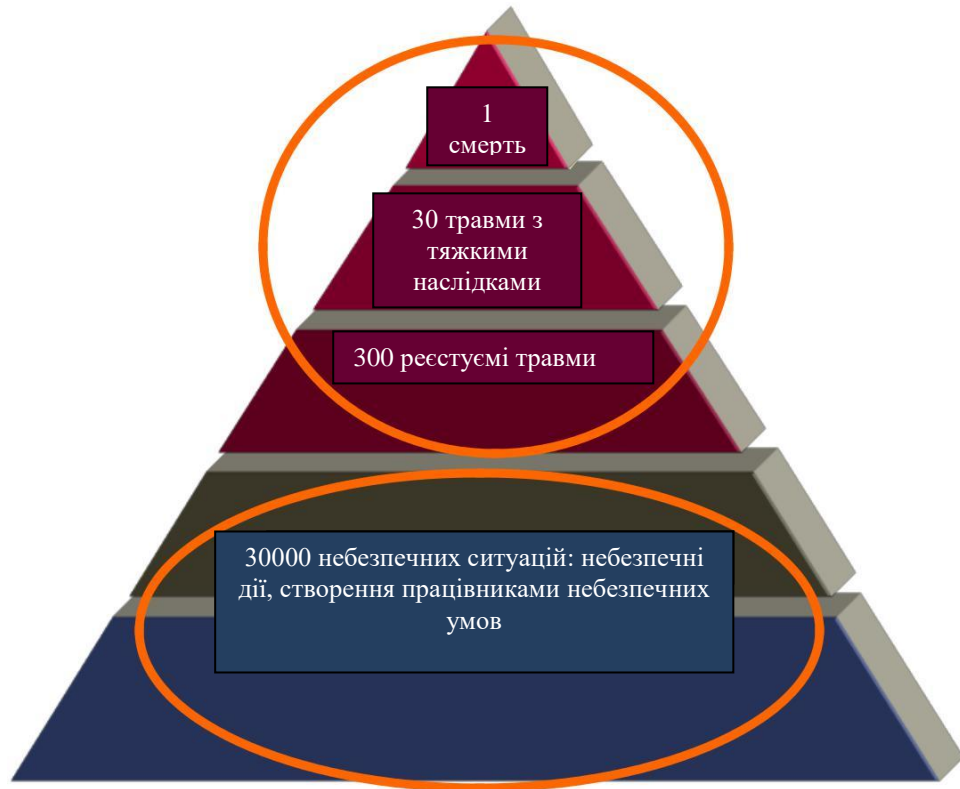 1
смерть
30 травми з
тяжкими
наслідками
300 реєстуємі травми
30000 небезпечних ситуацій: небезпечні
дії, створення працівниками небезпечних
умов